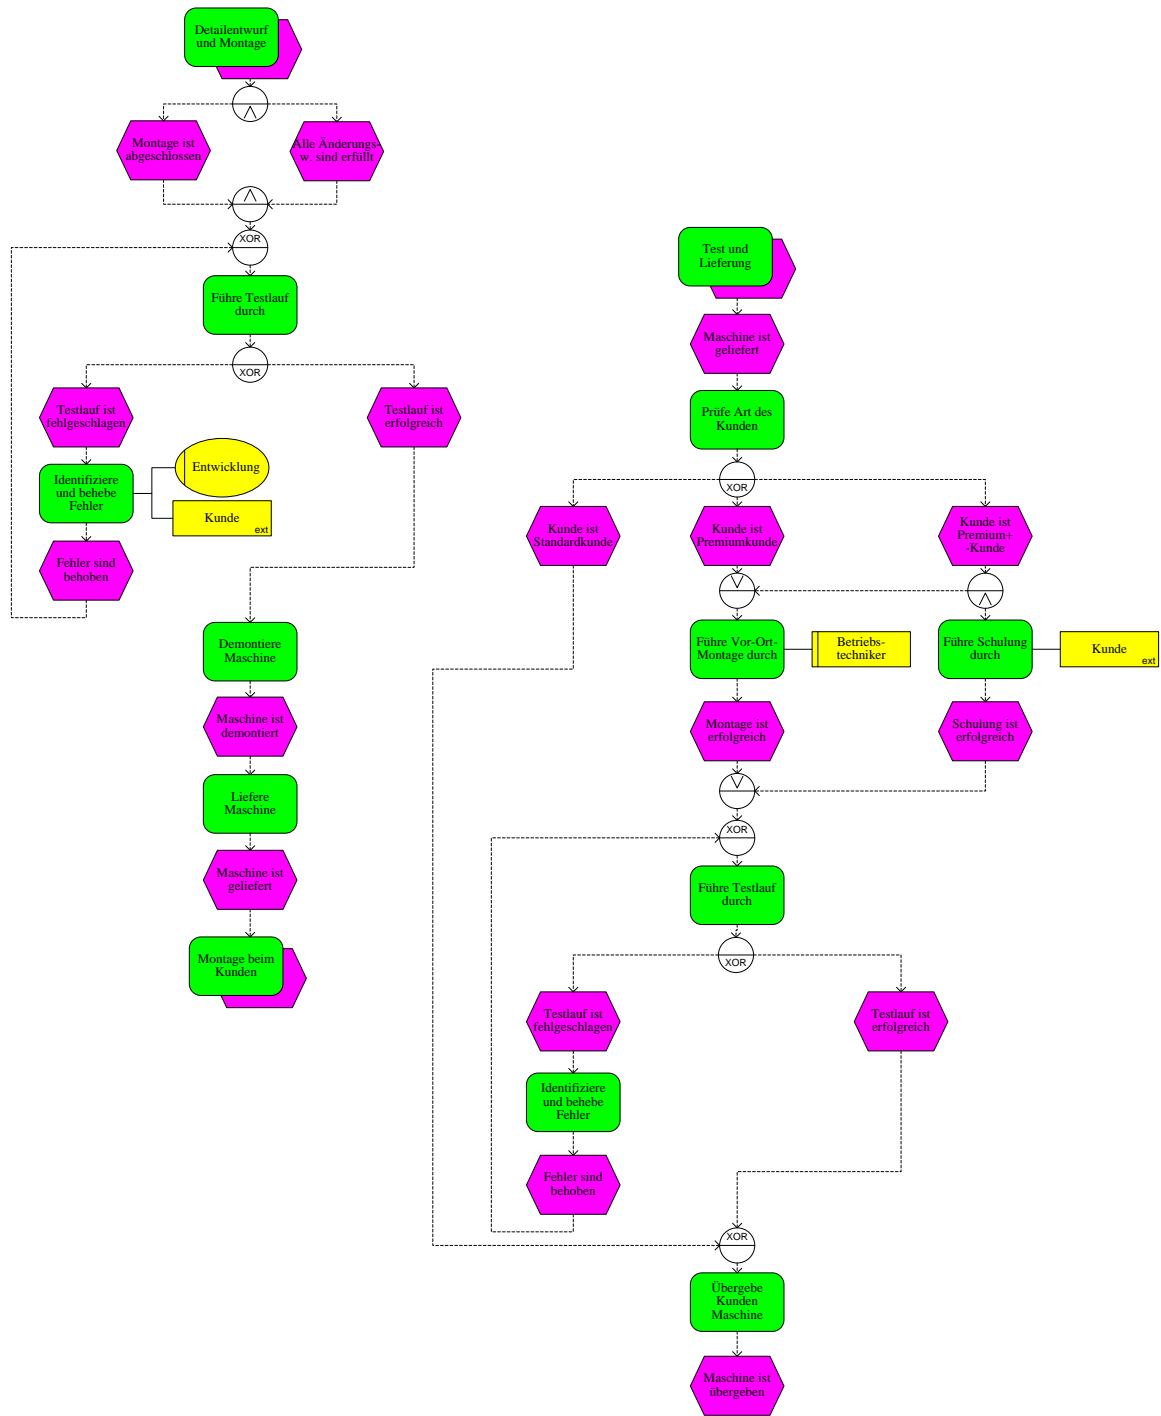 Detailentwurf
und Montage
Montage ist
abgeschlossen
Alle Änderungs-
w. sind erfüllt
XOR
Führe Testlauf
durch
XOR
Testlauf ist
fehlgeschlagen
Testlauf ist
erfolgreich
Identifiziere
und behebe
Fehler
Entwicklung
Kunde
ext
Fehler sind
behoben
Demontiere
Maschine
Maschine ist
demontiert
Liefere
Maschine
Maschine ist
geliefert
Montage beim
Kunden
Test und
Lieferung
Maschine ist
geliefert
Prüfe Art des
Kunden
XOR
Kunde ist
Standardkunde
Kunde ist
Premiumkunde
Kunde ist
Premium+
-Kunde
Führe Vor-Ort-
Montage durch
Betriebs-
techniker
Führe Schulung
durch
Kunde
ext
Montage ist
erfolgreich
Schulung ist
erfolgreich
XOR
Führe Testlauf
durch
XOR
Testlauf ist
fehlgeschlagen
Testlauf ist
erfolgreich
Identifiziere
und behebe
Fehler
Fehler sind
behoben
XOR
Übergebe
Kunden
Maschine
Maschine ist
übergeben